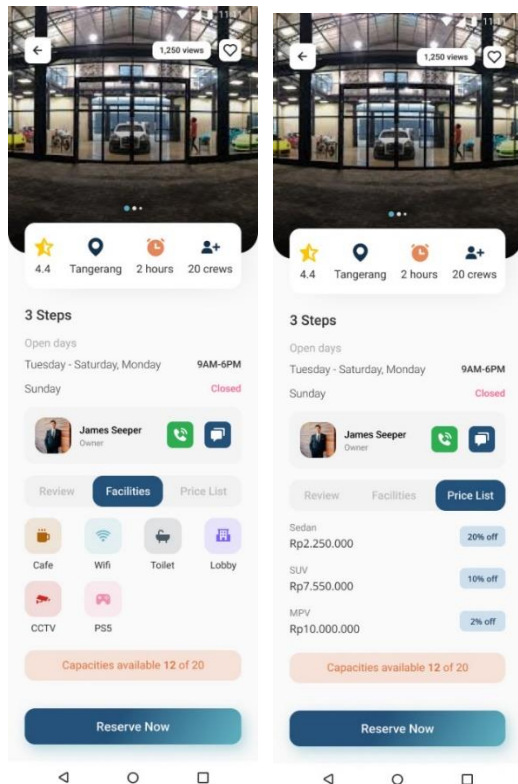 11:11
1,250 views
4.4 Tangerang 2 hours 20 crews
3 Steps
Open days
Tuesday - Saturday, Monday 9AM-6PM
Sunday Closed
James Seeper
Owner
Review Facilities Price List
Cafe Wifi Toilet Lobby
CCTV PS5
Capacities available 12 of 20
Reserve Now
1,250 views
4.4 Tangerang 2 hours 20 crews
3 Steps
Open days
Tuesday - Saturday, Monday 9AM-6PM
Sunday Closed
James Seeper
Owner
Review Facilities Price List
Sedan
Rp2.250.000 20% off
SUV
Rp7.550.000 10% off
MPV
Rp10.000.000 2% off
Capacities available 12 of 20
Reserve Now